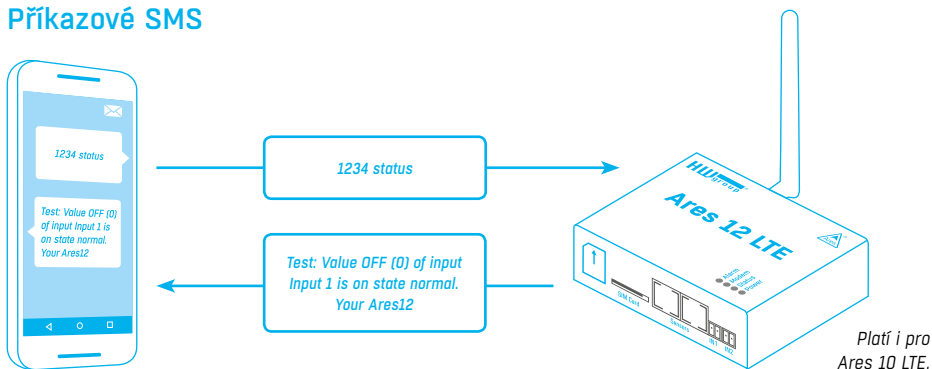 Příkazové SMS
1234 status
Test: Value OFF (0)
of input Input 1 is
on state normal.
Your Ares12
1234 status
Test: Value OFF (0) of input
Input 1 is on state normal.
Your Ares12
HWgroup
Ares 12 LTE
Alarm
Modem
Status
Power
SIM Card
Sensors
IN1
IN2
Platí i pro
Ares 10 LTE.